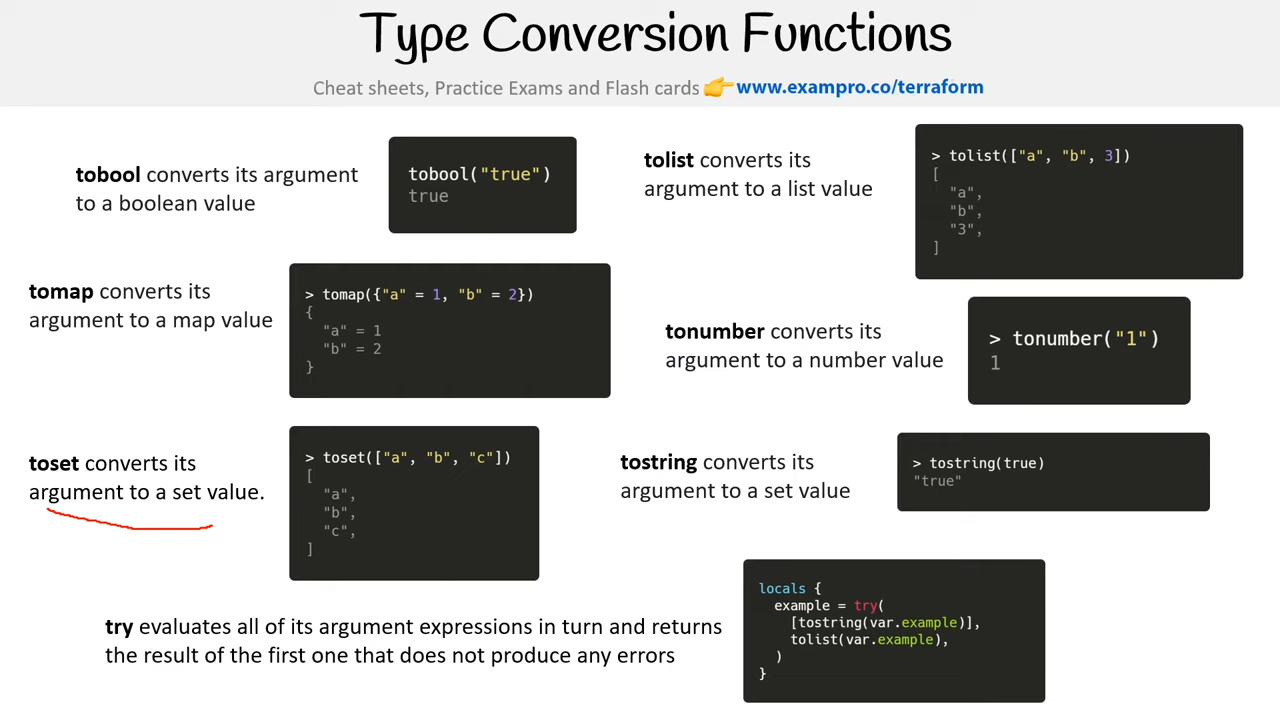 Type Conversion Functions
Cheat sheets, Practice Exams and Flash cards 👉 www.exampro.co/terraform
tobool converts its argument
to a boolean value
tobool("true")
true
tolist converts its
argument to a list value
> tolist(["a", "b", 3])
[
"a",
"b",
"3",
]
tomap converts its
argument to a map value
> tomap({"a" = 1, "b" = 2})
{
"a" = 1
"b" = 2
}
tonumber converts its
argument to a number value
> tonumber("1")
1
toset converts its
argument to a set value.
> toset(["a", "b", "c"])
[
"a",
"b",
"c",
]
tostring converts its
argument to a set value
> tostring(true)
"true"
try evaluates all of its argument expressions in turn and returns
the result of the first one that does not produce any errors
locals {
example = try(
[tostring(var.example)],
tolist(var.example),
)
}